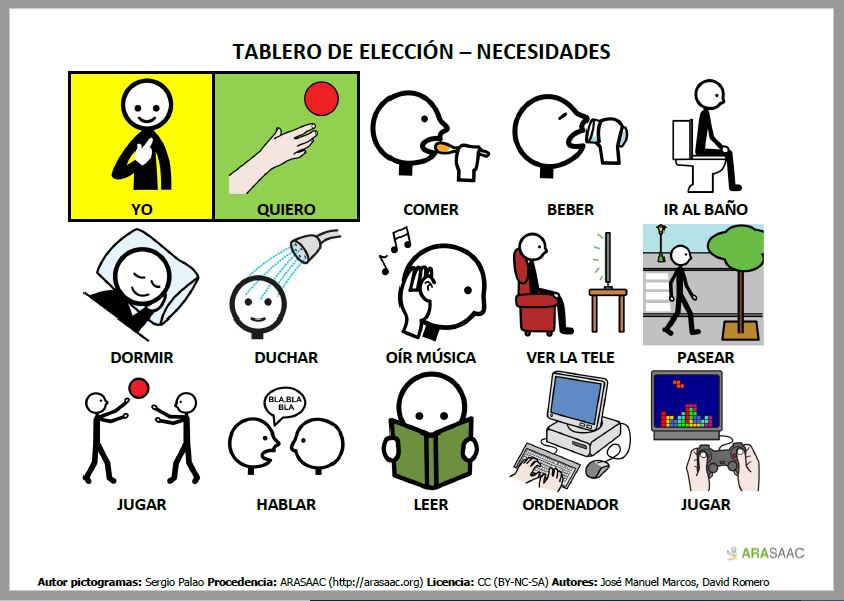 TABLERO DE ELECCIÓN – NECESIDADES
YO QUIERO COMER BEBER IR AL BAÑO
DORMIR DUCHAR OÍR MÚSICA VER LA TELE PASEAR
BLA,BLA
BLA
JUGAR HABLAR LEER ORDENADOR JUGAR
ARASAAC
Autor pictogramas: Sergio Palao Procedencia: ARASAAC (http://arasaac.org) Licencia: CC (BY-NC-SA) Autores: José Manuel Marcos, David Romero